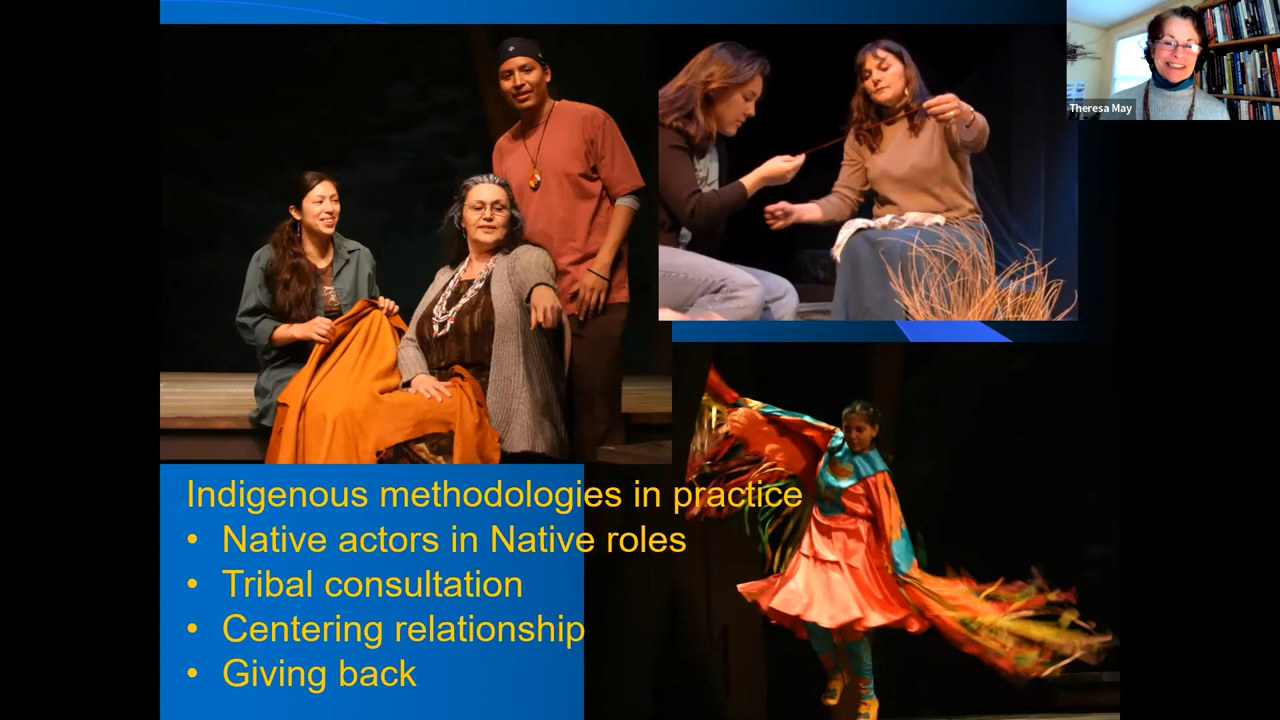 Theresa May
Indigenous methodologies in practice
• Native actors in Native roles
• Tribal consultation
• Centering relationship
• Giving back